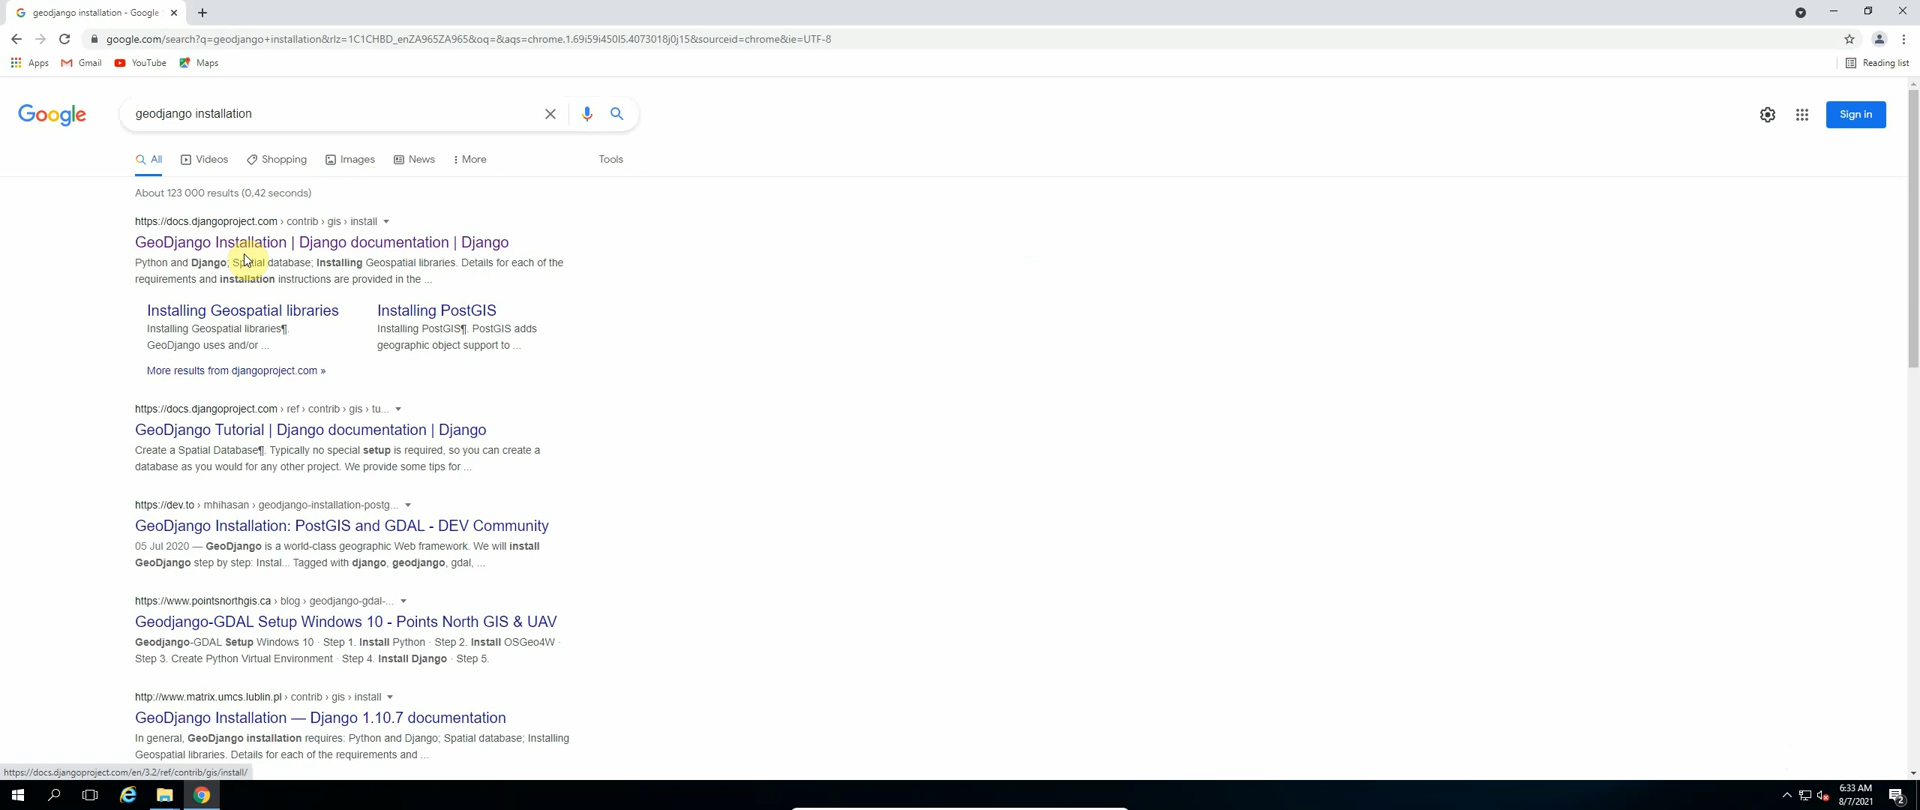 geodjango installation - Google
google.com/search?q=geodjango+installation&rlz=1C1CHBD_enZA965ZA965&oq=&aqs=chrome.1.69i59i450l5.4073018j0j15&sourceid=chrome&ie=UTF-8
Apps Gmail YouTube Maps Reading list
Google geodjango installation Sign in
All Videos Shopping Images News More Tools
About 123 000 results (0,42 seconds)
https://docs.djangoproject.com › contrib › gis › install
GeoDjango Installation | Django documentation | Django
Python and Django; Spatial database; Installing Geospatial libraries. Details for each of the
requirements and installation instructions are provided in the ...
Installing Geospatial libraries Installing PostGIS
Installing Geospatial libraries¶. Installing PostGIS¶. PostGIS adds
GeoDjango uses and/or ... geographic object support to ...
More results from djangoproject.com »
https://docs.djangoproject.com › ref › contrib › gis › tu...
GeoDjango Tutorial | Django documentation | Django
Create a Spatial Database¶. Typically no special setup is required, so you can create a
database as you would for any other project. We provide some tips for ...
https://dev.to › mhihasan › geodjango-installation-postg...
GeoDjango Installation: PostGIS and GDAL - DEV Community
05 Jul 2020 — GeoDjango is a world-class geographic Web framework. We will install
GeoDjango step by step: Instal... Tagged with django, geodjango, gdal, ...
https://www.pointsnorthgis.ca › blog › geodjango-gdal-...
Geodjango-GDAL Setup Windows 10 - Points North GIS & UAV
Geodjango-GDAL Setup Windows 10 · Step 1. Install Python · Step 2. Install OSGeo4W ·
Step 3. Create Python Virtual Environment · Step 4. Install Django · Step 5.
http://www.matrix.umcs.lublin.pl › contrib › gis › install
GeoDjango Installation — Django 1.10.7 documentation
In general, GeoDjango installation requires: Python and Django; Spatial database; Installing
Geospatial libraries. Details for each of the requirements and ...
https://docs.djangoproject.com/en/3.2/ref/contrib/gis/install/
6:33 AM
8/7/2021
2